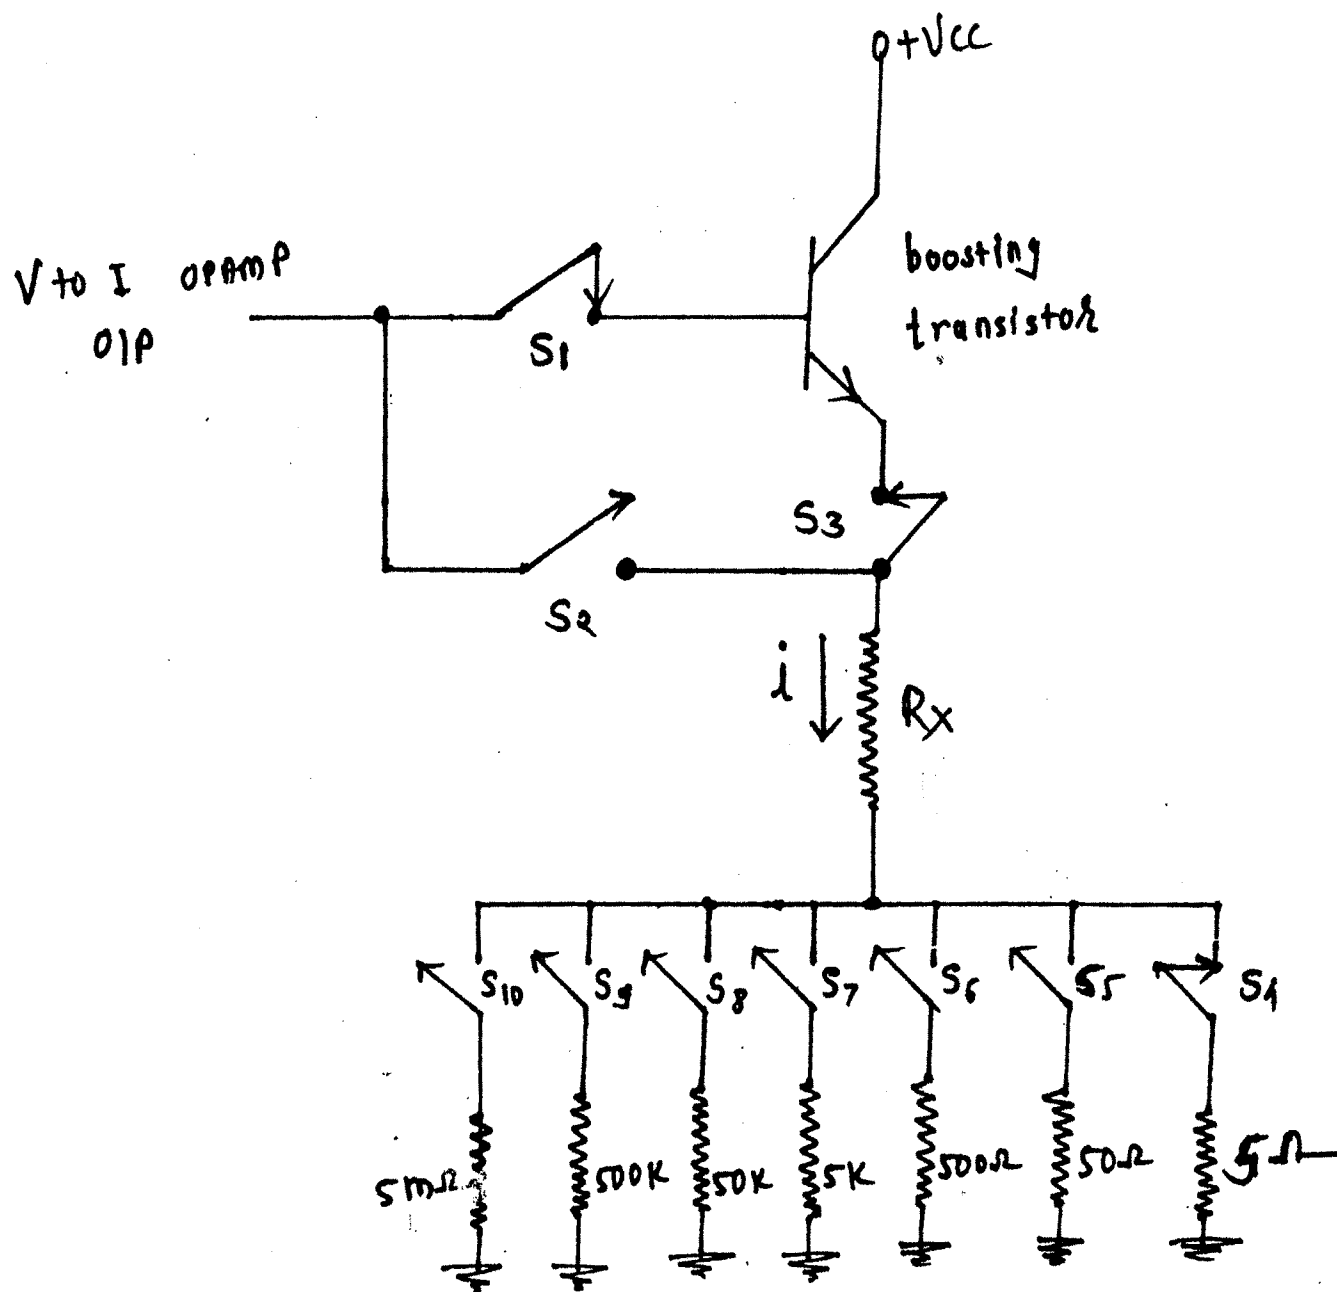 +VCC
V to I OPAMP
O/P
boosting
transistor
S1
S3
S2
i
Rx
S10 S9 S8 S7 S6 S5 S4
5MΩ 500K 50K 5K 500Ω 50Ω 5Ω